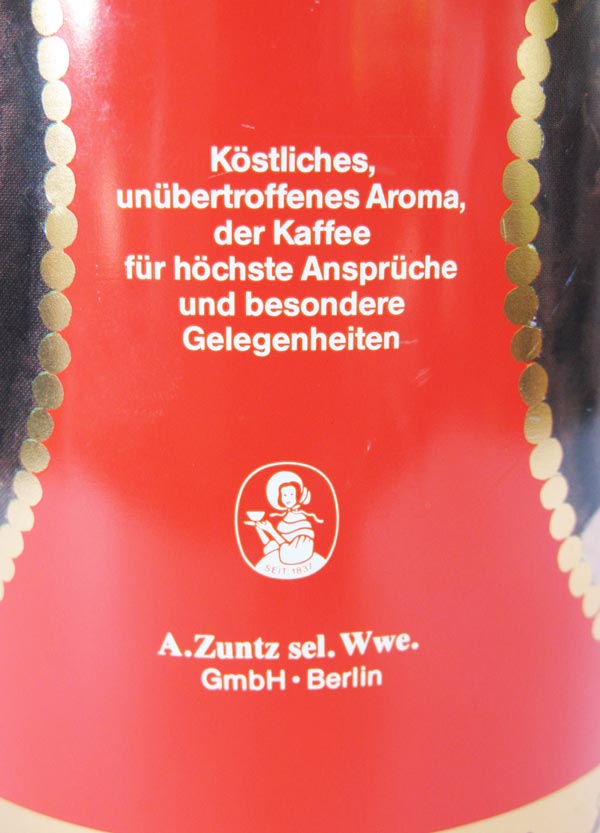 Köstliches,
unübertroffenes Aroma,
der Kaffee
für höchste Ansprüche
und besondere
Gelegenheiten
SEIT 1837
A. Zuntz sel. Wwe.
GmbH • Berlin